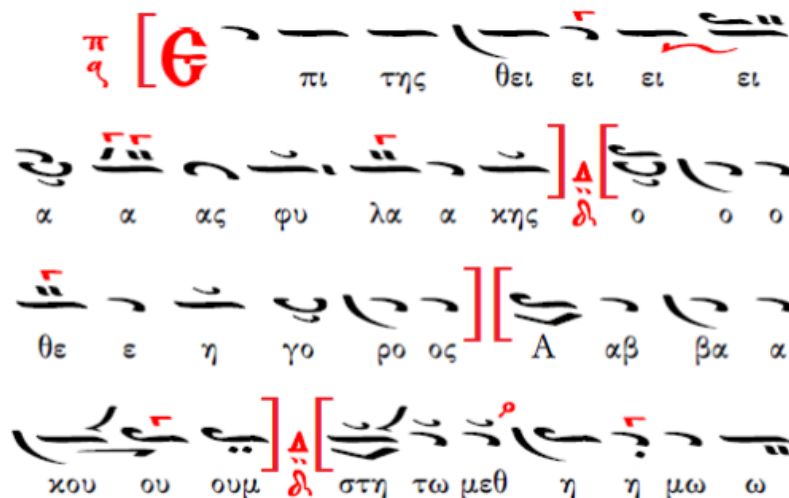 π
ᾳ [ Ε πι της θει ει ει ει
α α ας φυ λα α κης ] Δ δ [ ο ο ο
θε ε η γο ρο ος ] [ Α αβ βα α
κου ου ουμ ] Δ δ [ στη τω μεθ η η μω ω